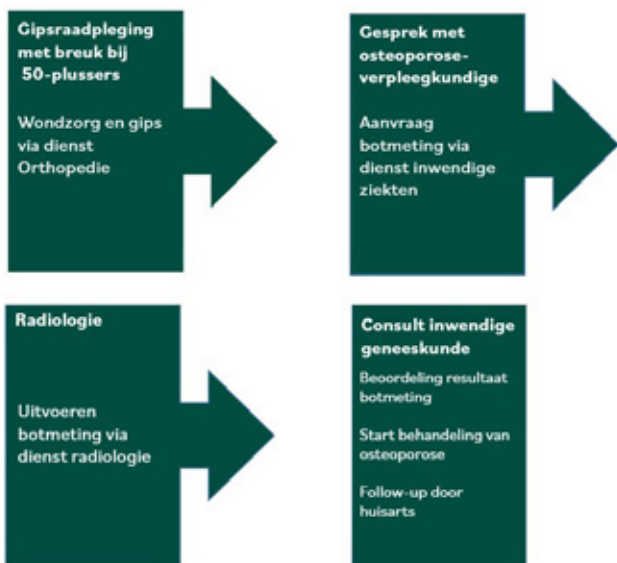 Gipsraadpleging
met breuk bij
50-plussers
Wondzorg en gips
via dienst
Orthopedie
Gesprek met
osteoporose-
verpleegkundige
Aanvraag
botmeting via
dienst inwendige
ziekten
Radiologie
Uitvoeren
botmeting via
dienst radiologie
Consult inwendige
geneeskunde
Beoordeling resultaat
botmeting
Start behandeling van
osteoporose
Follow-up door
huisarts